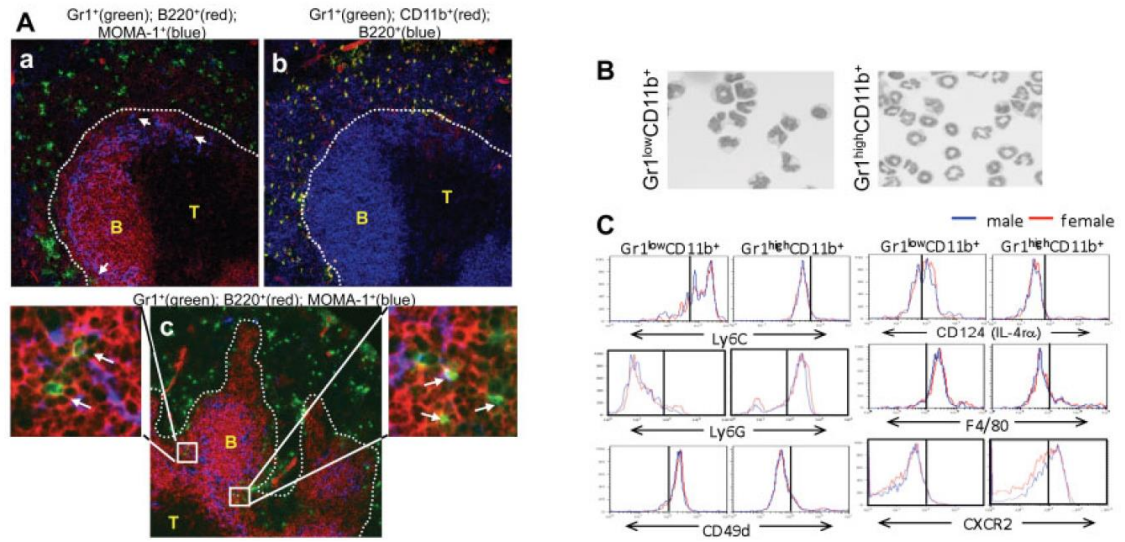 A
Gr1+(green); B220+(red);
MOMA-1+(blue)
Gr1+(green); CD11b+(red);
B220+(blue)
a
b
B
T
B
T
Gr1+(green); B220+(red); MOMA-1+(blue)
c
B
T
B
Gr1lowCD11b+
Gr1highCD11b+
C
male
female
Gr1lowCD11b+
Gr1highCD11b+
Gr1lowCD11b+
Gr1highCD11b+
Ly6C
CD124 (IL-4rα)
Ly6G
F4/80
CD49d
CXCR2